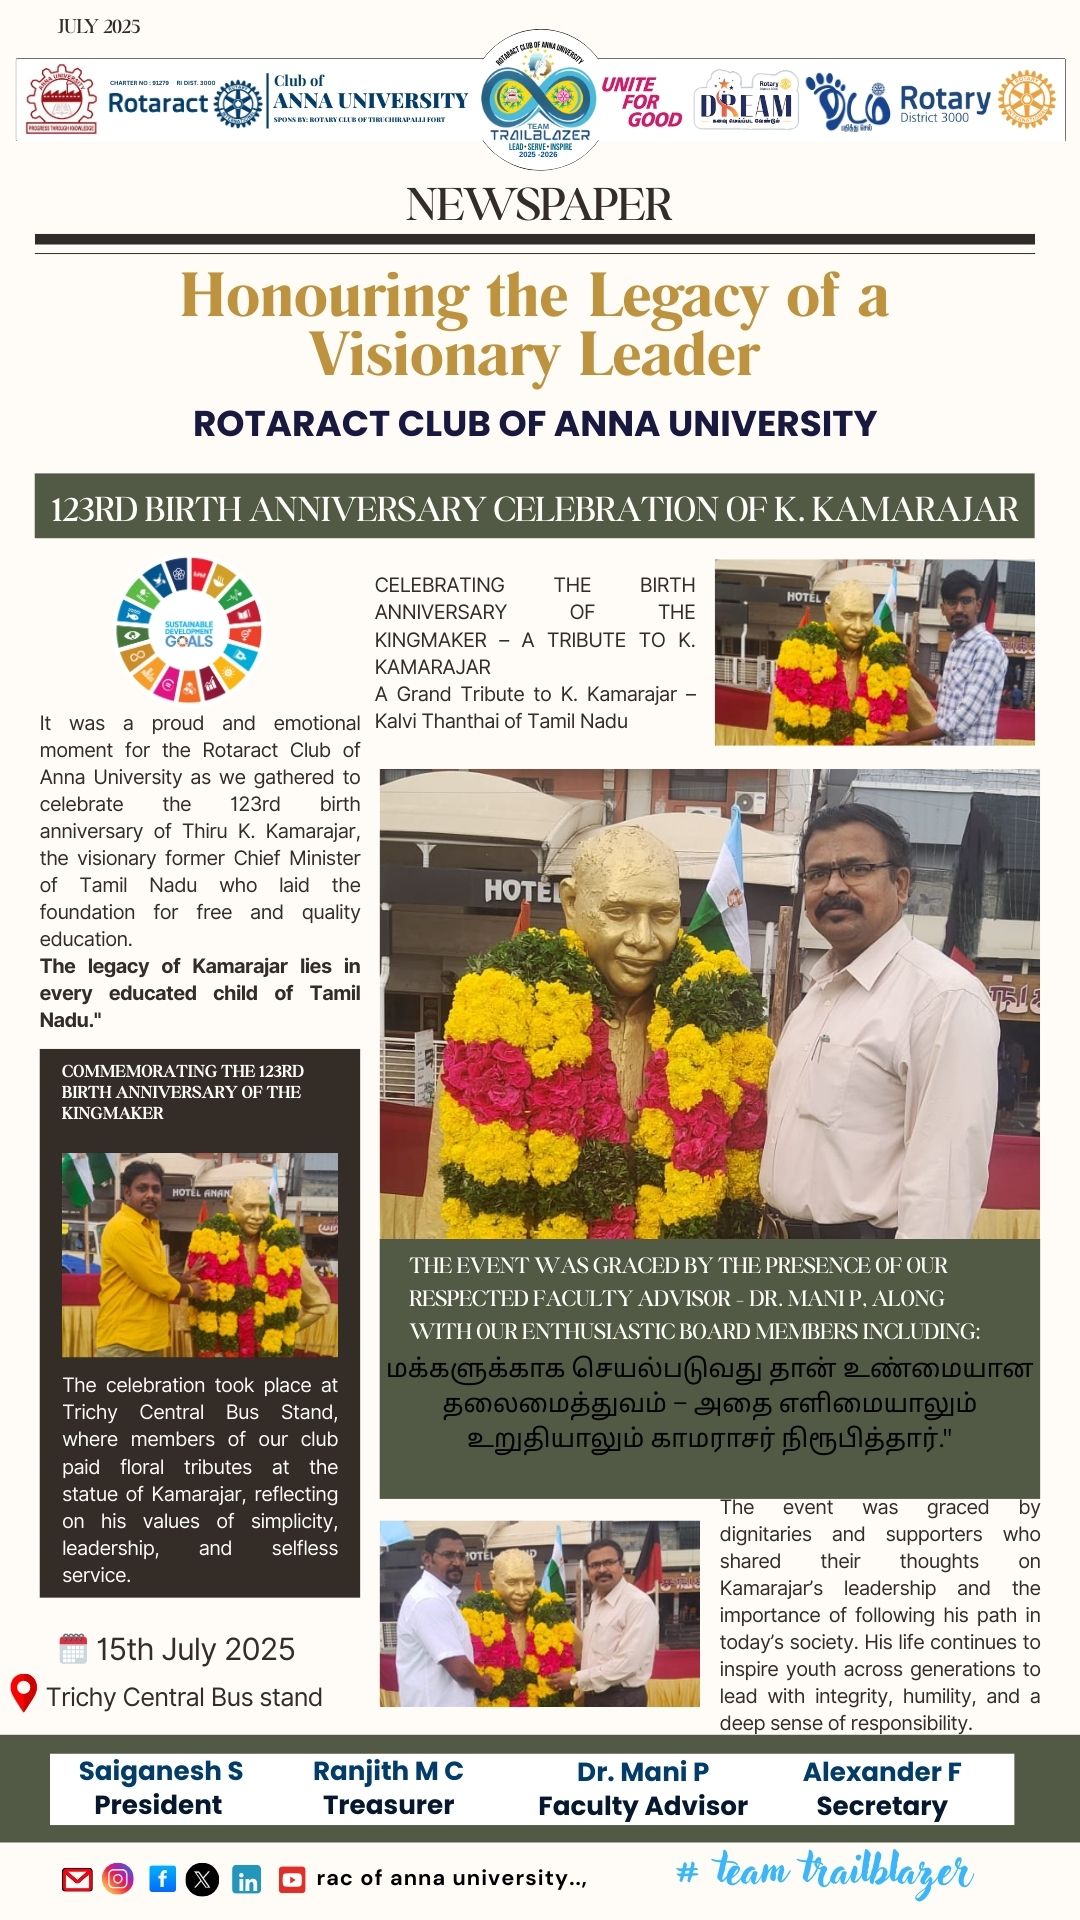 JULY 2025
ANNA UNIVERSITY
PROGRESS THROUGH KNOWLEDGE
CHARTER NO : 91279 RI DIST. 3000
Rotaract
Club of
ANNA UNIVERSITY
SPONS BY: ROTARY CLUB OF TIRUCHIRAPALLI FORT
ROTARACT CLUB OF ANNA UNIVERSITY
TEAM
TRAILBLAZER
LEAD • SERVE • INSPIRE
2025 -2026
UNITE
FOR
GOOD
Rotary
DREAM
கனவு மெய்ப்பட வேண்டும்
Rotary
District 3000
NEWSPAPER
Honouring the Legacy of a
Visionary Leader
ROTARACT CLUB OF ANNA UNIVERSITY
123RD BIRTH ANNIVERSARY CELEBRATION OF K. KAMARAJAR
SUSTAINABLE
DEVELOPMENT
GOALS
It was a proud and emotional
moment for the Rotaract Club of
Anna University as we gathered to
celebrate the 123rd birth
anniversary of Thiru K. Kamarajar,
the visionary former Chief Minister
of Tamil Nadu who laid the
foundation for free and quality
education.
The legacy of Kamarajar lies in
every educated child of Tamil
Nadu."
CELEBRATING THE BIRTH
ANNIVERSARY OF THE
KINGMAKER – A TRIBUTE TO K.
KAMARAJAR
A Grand Tribute to K. Kamarajar –
Kalvi Thanthai of Tamil Nadu
HOTEL
HOTEL
COMMEMORATING THE 123RD
BIRTH ANNIVERSARY OF THE
KINGMAKER
HOTEL ANAN
The celebration took place at
Trichy Central Bus Stand,
where members of our club
paid floral tributes at the
statue of Kamarajar, reflecting
on his values of simplicity,
leadership, and selfless
service.
THE EVENT WAS GRACED BY THE PRESENCE OF OUR
RESPECTED FACULTY ADVISOR - DR. MANI P, ALONG
WITH OUR ENTHUSIASTIC BOARD MEMBERS INCLUDING:
மக்களுக்காக செயல்படுவது தான் உண்மையான
தலைமைத்துவம் – அதை எளிமையாலும்
உறுதியாலும் காமராசர் நிரூபித்தார்."
The event was graced by
dignitaries and supporters who
shared their thoughts on
Kamarajar's leadership and the
importance of following his path in
today's society. His life continues to
inspire youth across generations to
lead with integrity, humility, and a
deep sense of responsibility.
15th July 2025
Trichy Central Bus stand
Saiganesh S Ranjith M C Dr. Mani P Alexander F
President Treasurer Faculty Advisor Secretary
rac of anna university..,
# team trailblazer